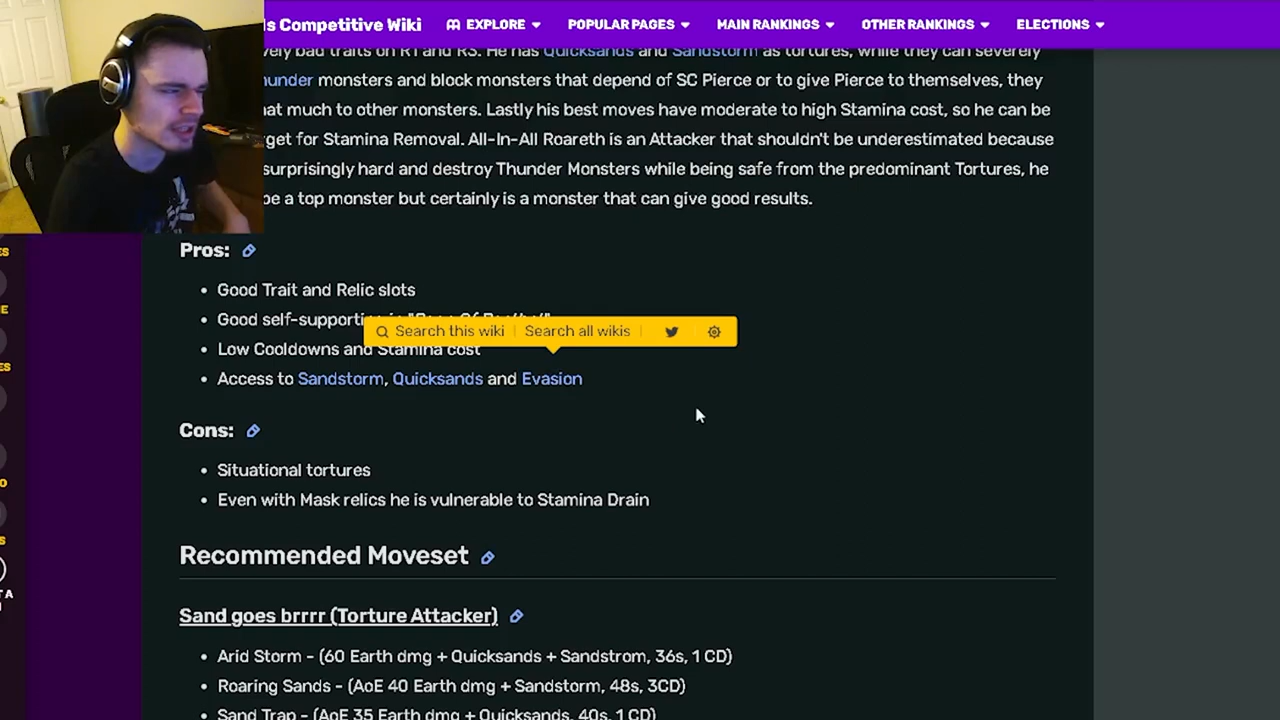 ls Competitive Wiki EXPLORE POPULAR PAGES MAIN RANKINGS OTHER RANKINGS ELECTIONS
vely bad traits on R1 and R3. He has Quicksands and Sandstorm as tortures, while they can severely
hunder monsters and block monsters that depend of SC Pierce or to give Pierce to themselves, they
at much to other monsters. Lastly his best moves have moderate to high Stamina cost, so he can be
get for Stamina Removal. All-In-All Roareth is an Attacker that shouldn't be underestimated because
surprisingly hard and destroy Thunder Monsters while being safe from the predominant Tortures, he
be a top monster but certainly is a monster that can give good results.
Pros:
Good Trait and Relic slots
Good self-supporti
Search this wiki Search all wikis
Low Cooldowns and Stamina cost
Access to Sandstorm, Quicksands and Evasion
Cons:
Situational tortures
Even with Mask relics he is vulnerable to Stamina Drain
Recommended Moveset
Sand goes brrrr (Torture Attacker)
Arid Storm - (60 Earth dmg + Quicksands + Sandstrom, 36s, 1 CD)
Roaring Sands - (AoE 40 Earth dmg + Sandstorm, 48s, 3CD)
Sand Trap - (AoE 35 Earth dmg + Quicksands, 40s, 1 CD)